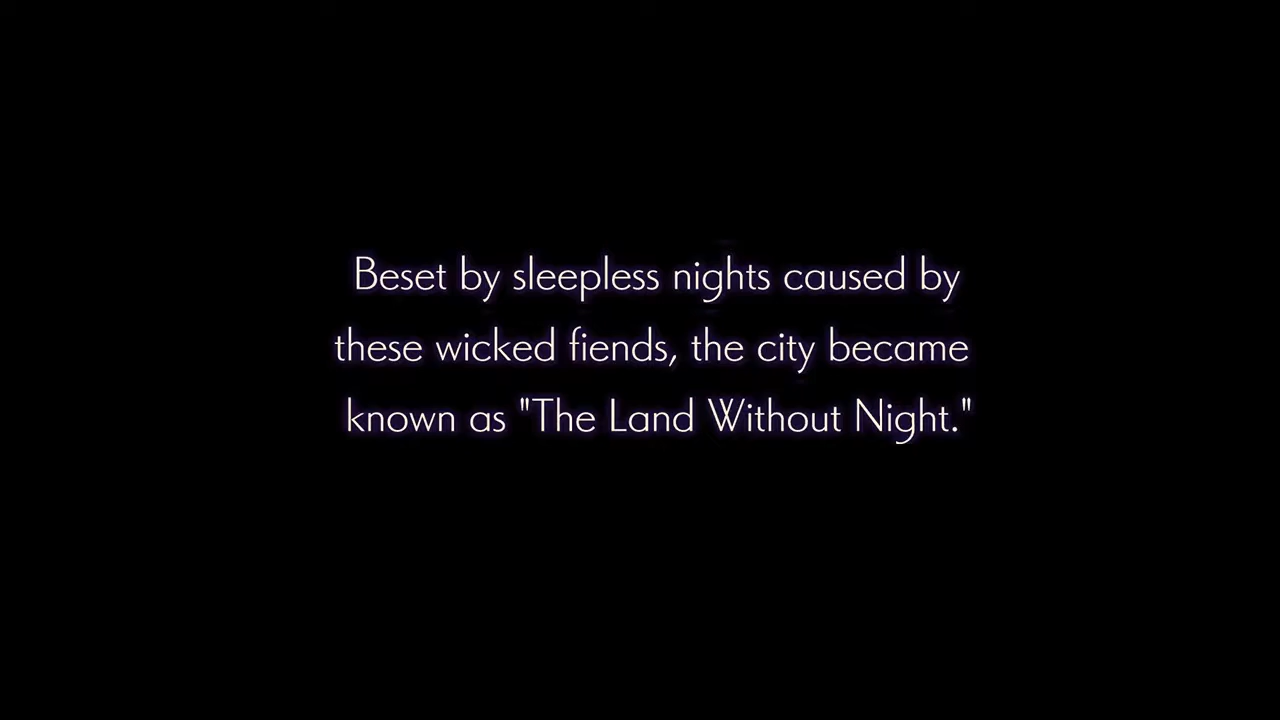 Beset by sleepless nights caused by
these wicked fiends, the city became
known as "The Land Without Night."